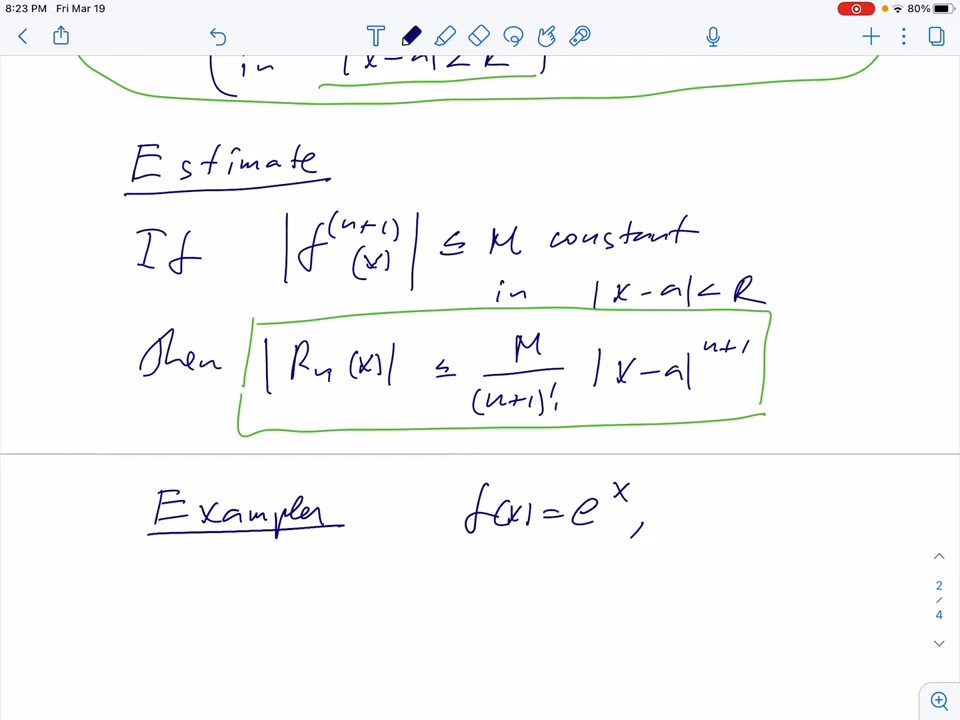 8:23 PM Fri Mar 19
80%
T
( in |x-a| < R )
Estimate
If |f^(n+1) (x)| ≤ M constant
in |x-a| < R
Then |Rn(x)| ≤ M/(n+1)! |x-a|^n+1
Examples f(x) = e^x,
2
/
4